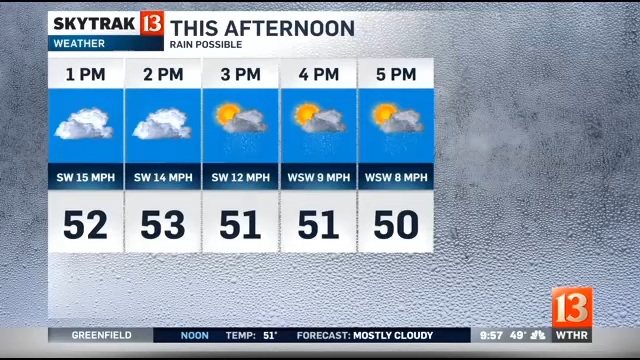 SKYTRAK 13
WEATHER
THIS AFTERNOON
RAIN POSSIBLE
1 PM 2 PM 3 PM 4 PM 5 PM
SW 15 MPH SW 14 MPH SW 12 MPH WSW 9 MPH WSW 8 MPH
52 53 51 51 50
13
GREENFIELD NOON TEMP: 51° FORECAST: MOSTLY CLOUDY 9:57 49° WTHR